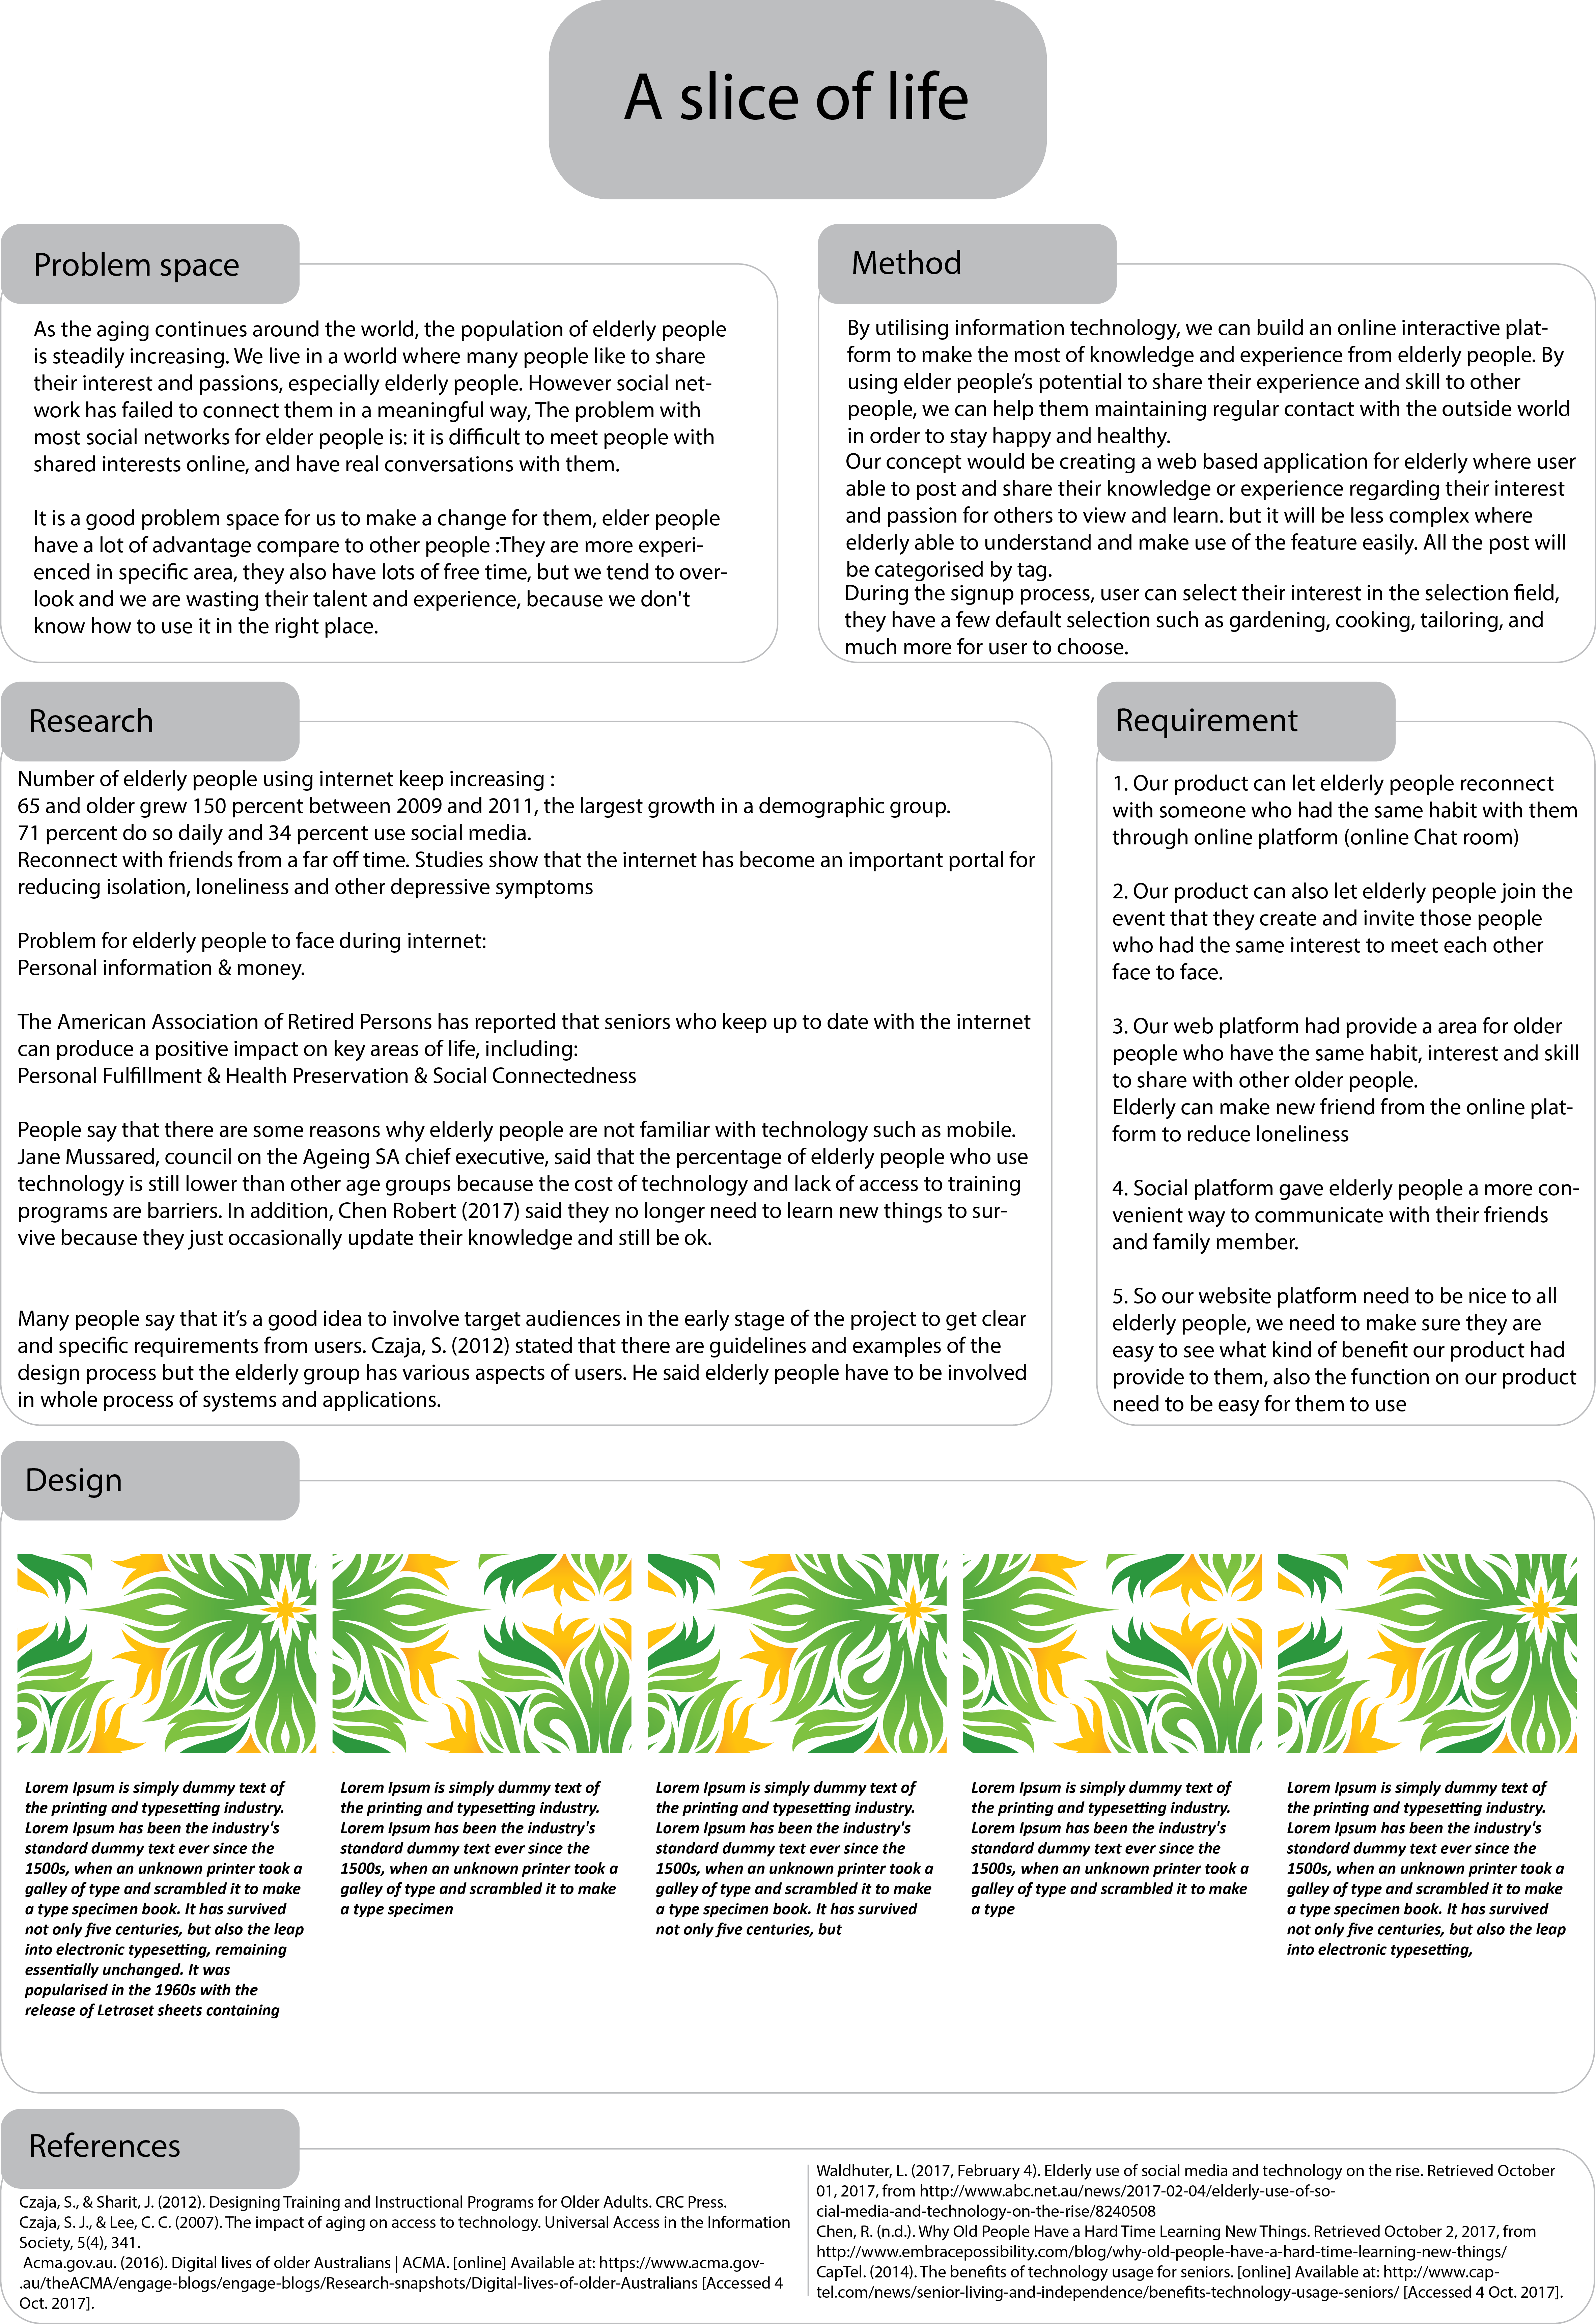 A slice of life
Problem space
As the aging continues around the world, the population of elderly people
is steadily increasing. We live in a world where many people like to share
their interest and passions, especially elderly people. However social net-
work has failed to connect them in a meaningful way, The problem with
most social networks for elder people is: it is difficult to meet people with
shared interests online, and have real conversations with them.
It is a good problem space for us to make a change for them, elder people
have a lot of advantage compare to other people :They are more experi-
enced in specific area, they also have lots of free time, but we tend to over-
look and we are wasting their talent and experience, because we don't
know how to use it in the right place.
Method
By utilising information technology, we can build an online interactive plat-
form to make the most of knowledge and experience from elderly people. By
using elder people’s potential to share their experience and skill to other
people, we can help them maintaining regular contact with the outside world
in order to stay happy and healthy.
Our concept would be creating a web based application for elderly where user
able to post and share their knowledge or experience regarding their interest
and passion for others to view and learn. but it will be less complex where
elderly able to understand and make use of the feature easily. All the post will
be categorised by tag.
During the signup process, user can select their interest in the selection field,
they have a few default selection such as gardening, cooking, tailoring, and
much more for user to choose.
Research
Number of elderly people using internet keep increasing :
65 and older grew 150 percent between 2009 and 2011, the largest growth in a demographic group.
71 percent do so daily and 34 percent use social media.
Reconnect with friends from a far off time. Studies show that the internet has become an important portal for
reducing isolation, loneliness and other depressive symptoms
Problem for elderly people to face during internet:
Personal information & money.
The American Association of Retired Persons has reported that seniors who keep up to date with the internet
can produce a positive impact on key areas of life, including:
Personal Fulfillment & Health Preservation & Social Connectedness
People say that there are some reasons why elderly people are not familiar with technology such as mobile.
Jane Mussared, council on the Ageing SA chief executive, said that the percentage of elderly people who use
technology is still lower than other age groups because the cost of technology and lack of access to training
programs are barriers. In addition, Chen Robert (2017) said they no longer need to learn new things to sur-
vive because they just occasionally update their knowledge and still be ok.
Many people say that it’s a good idea to involve target audiences in the early stage of the project to get clear
and specific requirements from users. Czaja, S. (2012) stated that there are guidelines and examples of the
design process but the elderly group has various aspects of users. He said elderly people have to be involved
in whole process of systems and applications.
Requirement
1. Our product can let elderly people reconnect
with someone who had the same habit with them
through online platform (online Chat room)
2. Our product can also let elderly people join the
event that they create and invite those people
who had the same interest to meet each other
face to face.
3. Our web platform had provide a area for older
people who have the same habit, interest and skill
to share with other older people.
Elderly can make new friend from the online plat-
form to reduce loneliness
4. Social platform gave elderly people a more con-
venient way to communicate with their friends
and family member.
5. So our website platform need to be nice to all
elderly people, we need to make sure they are
easy to see what kind of benefit our product had
provide to them, also the function on our product
need to be easy for them to use
Design
Lorem Ipsum is simply dummy text of
the printing and typesetting industry.
Lorem Ipsum has been the industry's
standard dummy text ever since the
1500s, when an unknown printer took a
galley of type and scrambled it to make
a type specimen book. It has survived
not only five centuries, but also the leap
into electronic typesetting, remaining
essentially unchanged. It was
popularised in the 1960s with the
release of Letraset sheets containing
Lorem Ipsum is simply dummy text of
the printing and typesetting industry.
Lorem Ipsum has been the industry's
standard dummy text ever since the
1500s, when an unknown printer took a
galley of type and scrambled it to make
a type specimen
Lorem Ipsum is simply dummy text of
the printing and typesetting industry.
Lorem Ipsum has been the industry's
standard dummy text ever since the
1500s, when an unknown printer took a
galley of type and scrambled it to make
a type specimen book. It has survived
not only five centuries, but
Lorem Ipsum is simply dummy text of
the printing and typesetting industry.
Lorem Ipsum has been the industry's
standard dummy text ever since the
1500s, when an unknown printer took a
galley of type and scrambled it to make
a type
Lorem Ipsum is simply dummy text of
the printing and typesetting industry.
Lorem Ipsum has been the industry's
standard dummy text ever since the
1500s, when an unknown printer took a
galley of type and scrambled it to make
a type specimen book. It has survived
not only five centuries, but also the leap
into electronic typesetting,
References
Czaja, S., & Sharit, J. (2012). Designing Training and Instructional Programs for Older Adults. CRC Press.
Czaja, S. J., & Lee, C. C. (2007). The impact of aging on access to technology. Universal Access in the Information
Society, 5(4), 341.
Acma.gov.au. (2016). Digital lives of older Australians | ACMA. [online] Available at: https://www.acma.gov-
.au/theACMA/engage-blogs/engage-blogs/Research-snapshots/Digital-lives-of-older-Australians [Accessed 4
Oct. 2017].
Waldhuter, L. (2017, February 4). Elderly use of social media and technology on the rise. Retrieved October
01, 2017, from http://www.abc.net.au/news/2017-02-04/elderly-use-of-so-
cial-media-and-technology-on-the-rise/8240508
Chen, R. (n.d.). Why Old People Have a Hard Time Learning New Things. Retrieved October 2, 2017, from
http://www.embracepossibility.com/blog/why-old-people-have-a-hard-time-learning-new-things/
CapTel. (2014). The benefits of technology usage for seniors. [online] Available at: http://www.cap-
tel.com/news/senior-living-and-independence/benefits-technology-usage-seniors/ [Accessed 4 Oct. 2017].